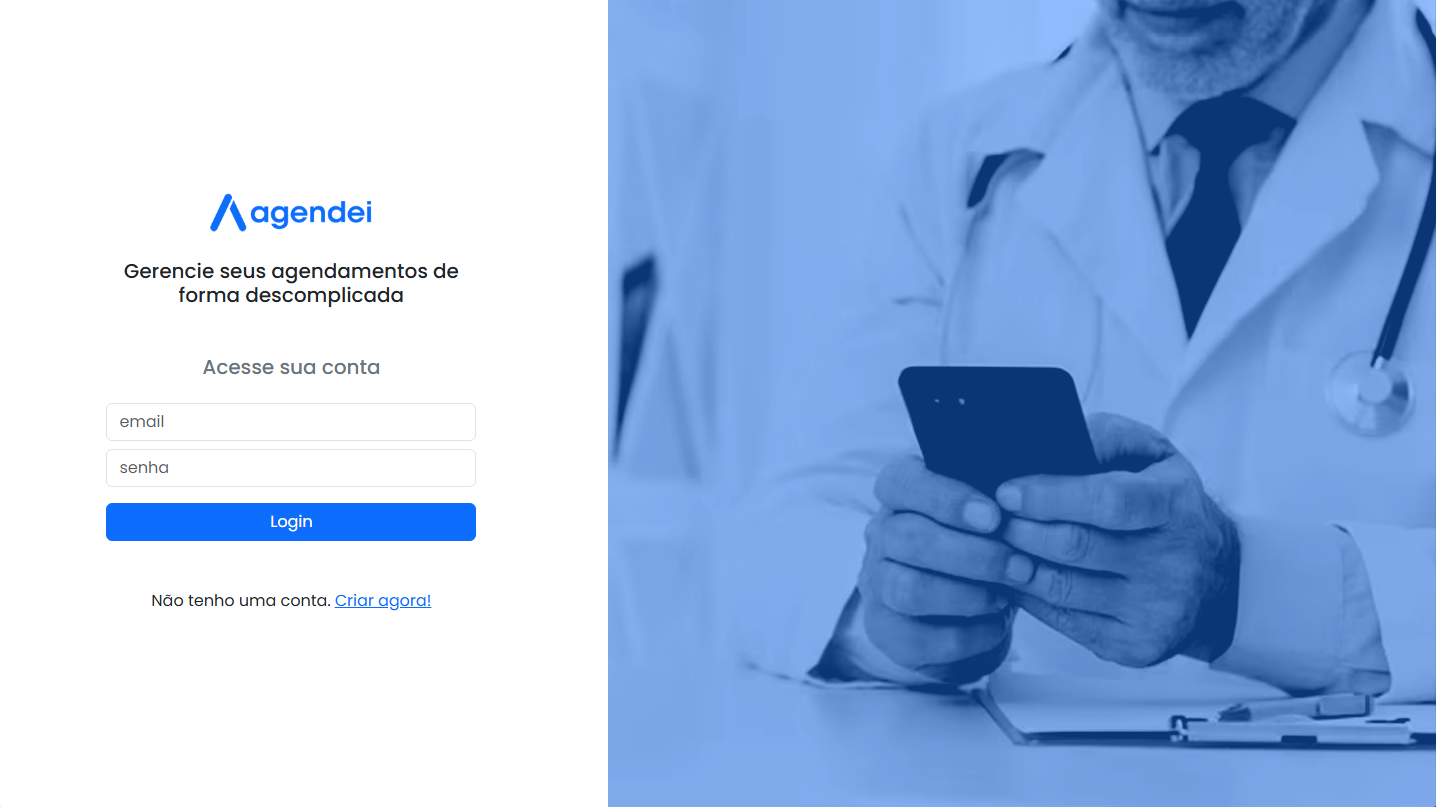 agendei
Gerencie seus agendamentos de
forma descomplicada
Acesse sua conta
email
senha
Login
Não tenho uma conta. Criar agora!